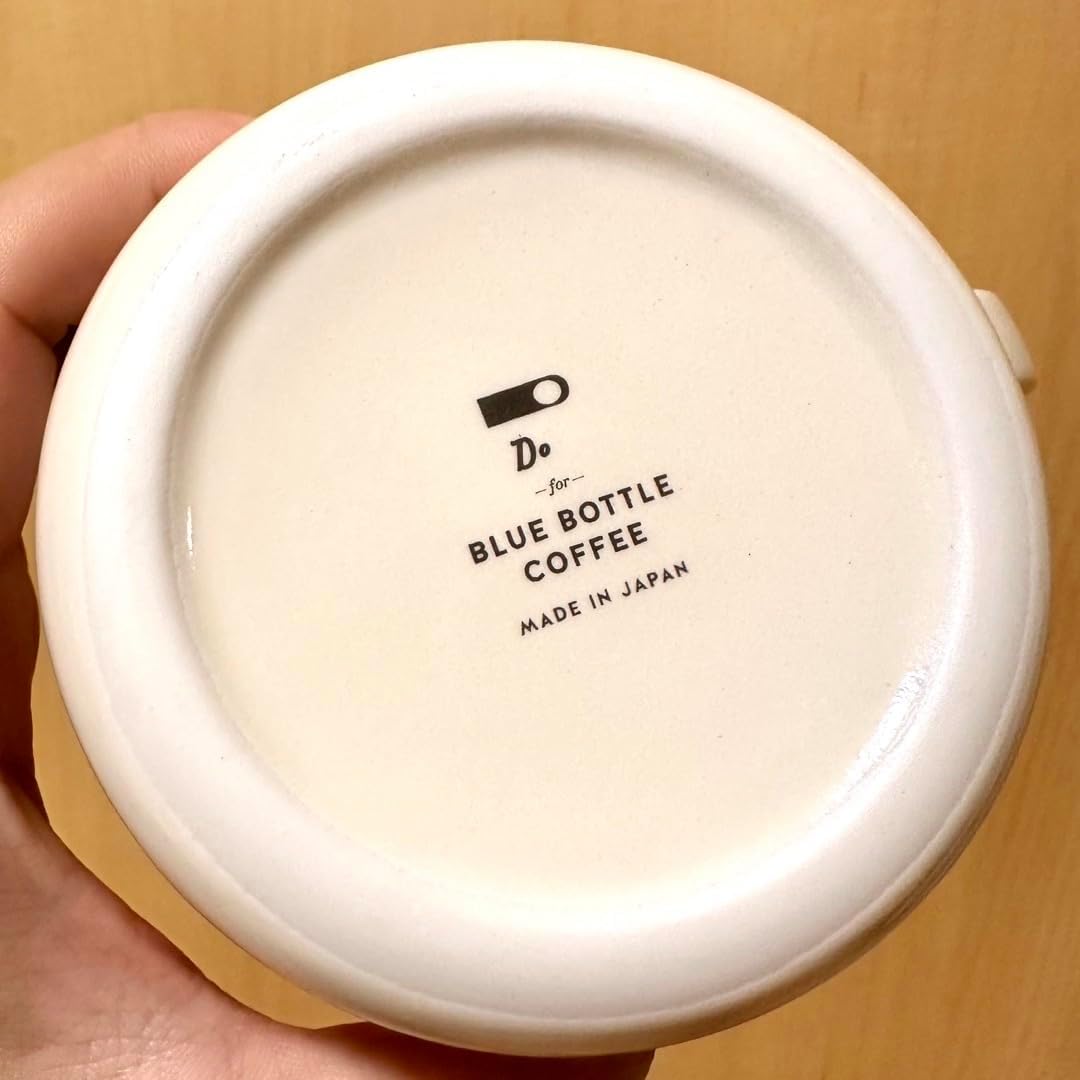 Do
-for-
BLUE BOTTLE
COFFEE
MADE IN JAPAN